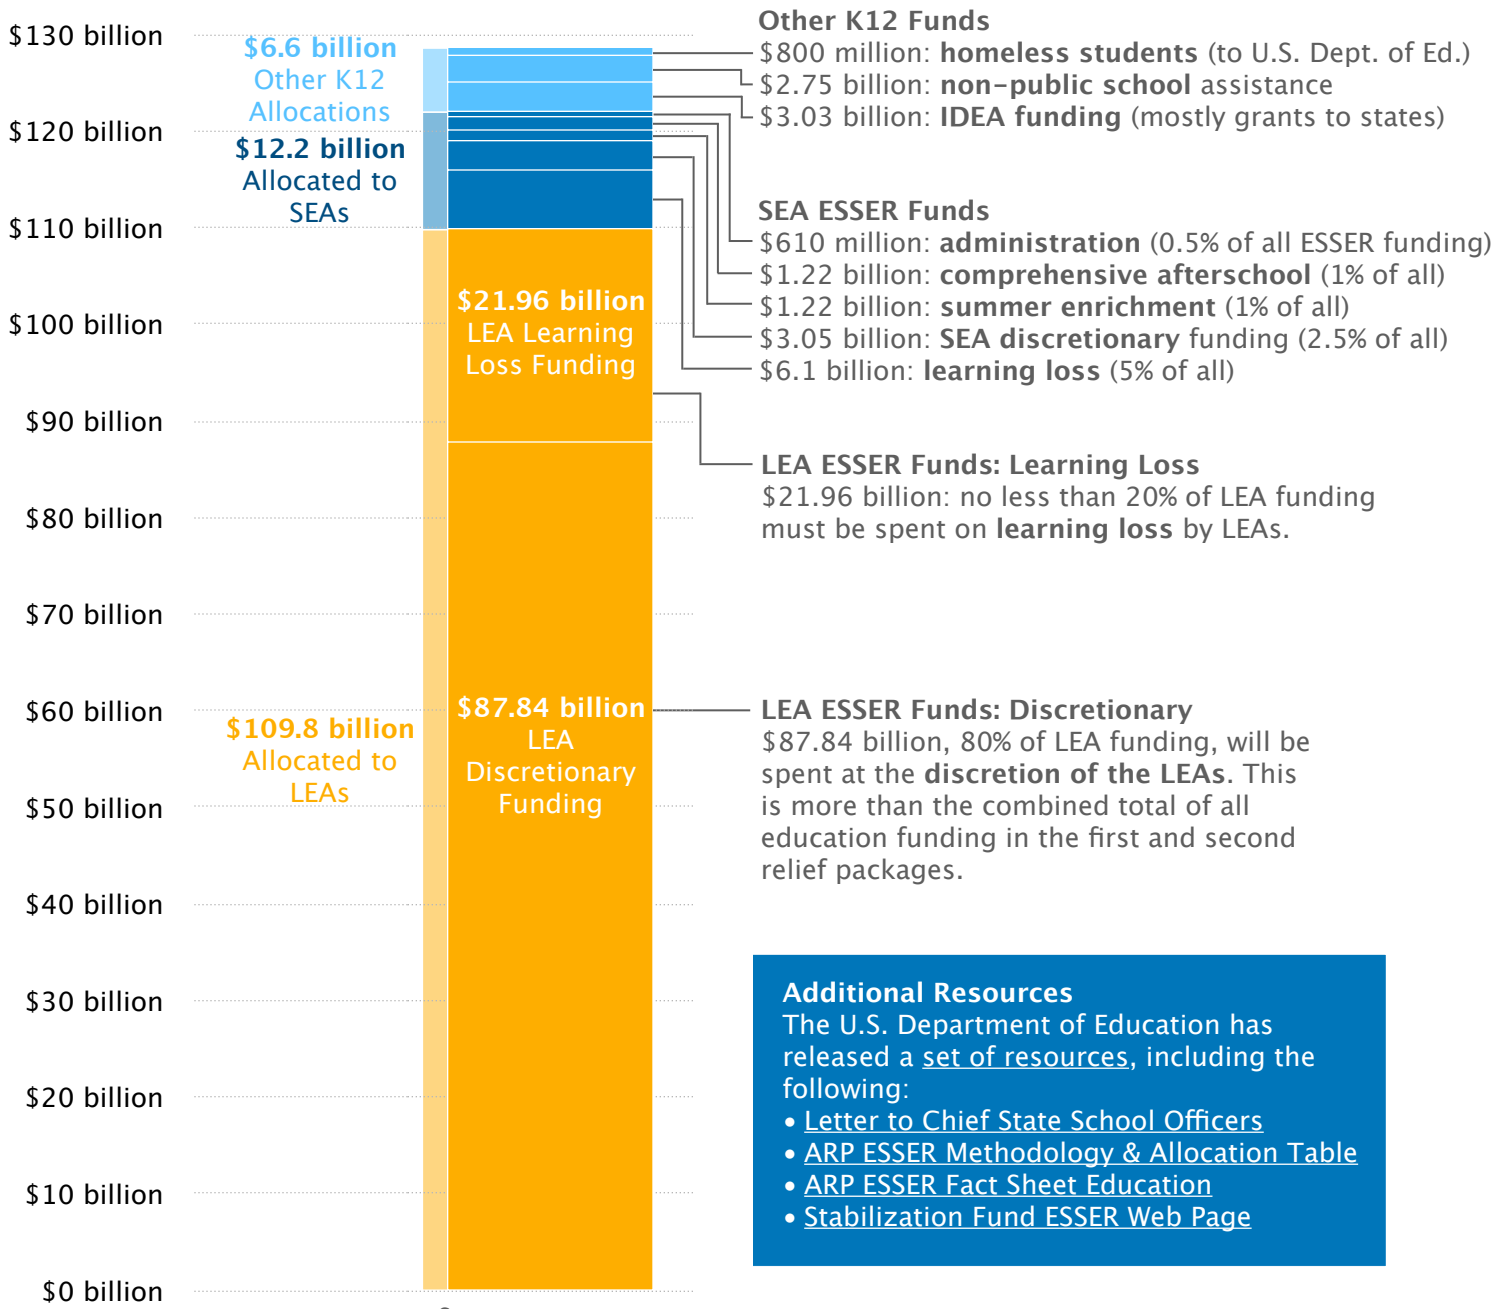 $130 billion
$120 billion
$110 billion
$100 billion
$90 billion
$80 billion
$70 billion
$60 billion
$50 billion
$40 billion
$30 billion
$20 billion
$10 billion
$0 billion
$6.6 billion
Other K12
Allocations
$12.2 billion
Allocated to
SEAs
$109.8 billion
Allocated to
LEAs
$21.96 billion
LEA Learning
Loss Funding
$87.84 billion
LEA
Discretionary
Funding
Other K12 Funds
$800 million: homeless students (to U.S. Dept. of Ed.)
$2.75 billion: non-public school assistance
$3.03 billion: IDEA funding (mostly grants to states)
SEA ESSER Funds
$610 million: administration (0.5% of all ESSER funding)
$1.22 billion: comprehensive afterschool (1% of all)
$1.22 billion: summer enrichment (1% of all)
$3.05 billion: SEA discretionary funding (2.5% of all)
$6.1 billion: learning loss (5% of all)
LEA ESSER Funds: Learning Loss
$21.96 billion: no less than 20% of LEA funding
must be spent on learning loss by LEAs.
LEA ESSER Funds: Discretionary
$87.84 billion, 80% of LEA funding, will be
spent at the discretion of the LEAs. This
is more than the combined total of all
education funding in the first and second
relief packages.
Additional Resources
The U.S. Department of Education has
released a set of resources, including the
following:
• Letter to Chief State School Officers
• ARP ESSER Methodology & Allocation Table
• ARP ESSER Fact Sheet Education
• Stabilization Fund ESSER Web Page